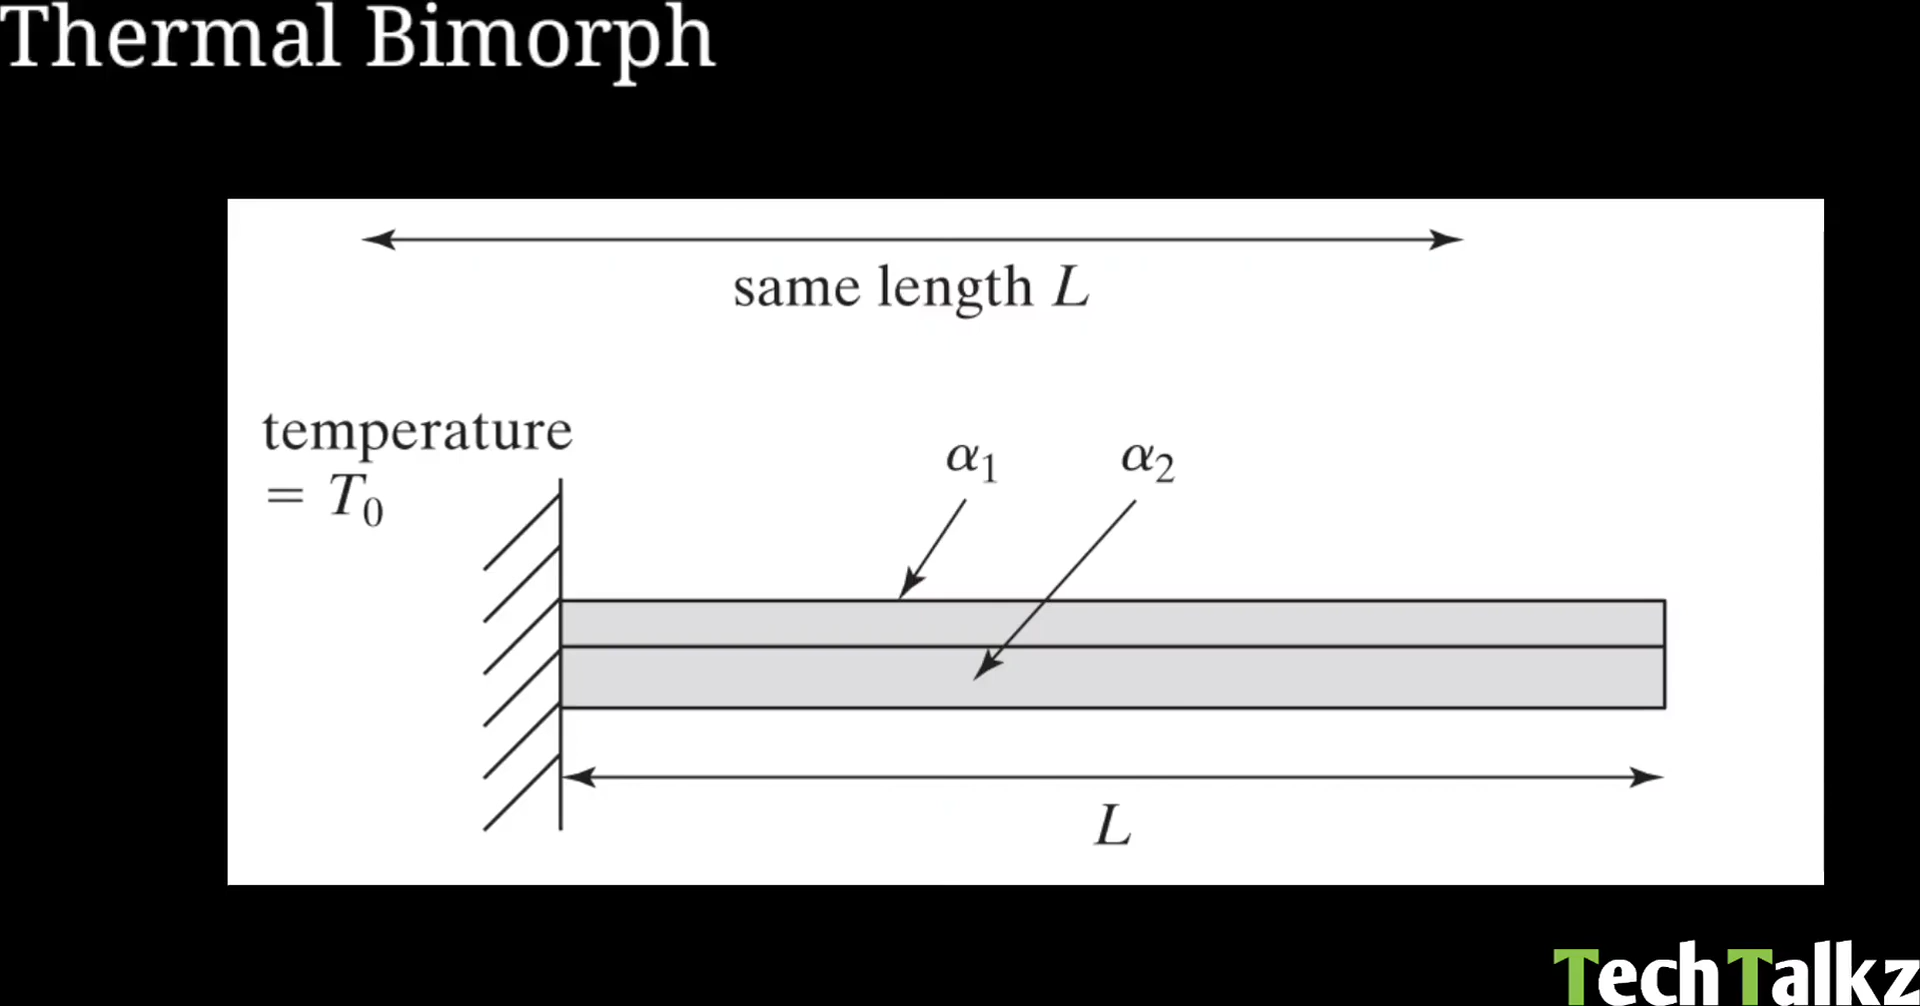 Thermal Bimorph
same length L
temperature
= T₀
α₁ α₂
L
TechTalkz